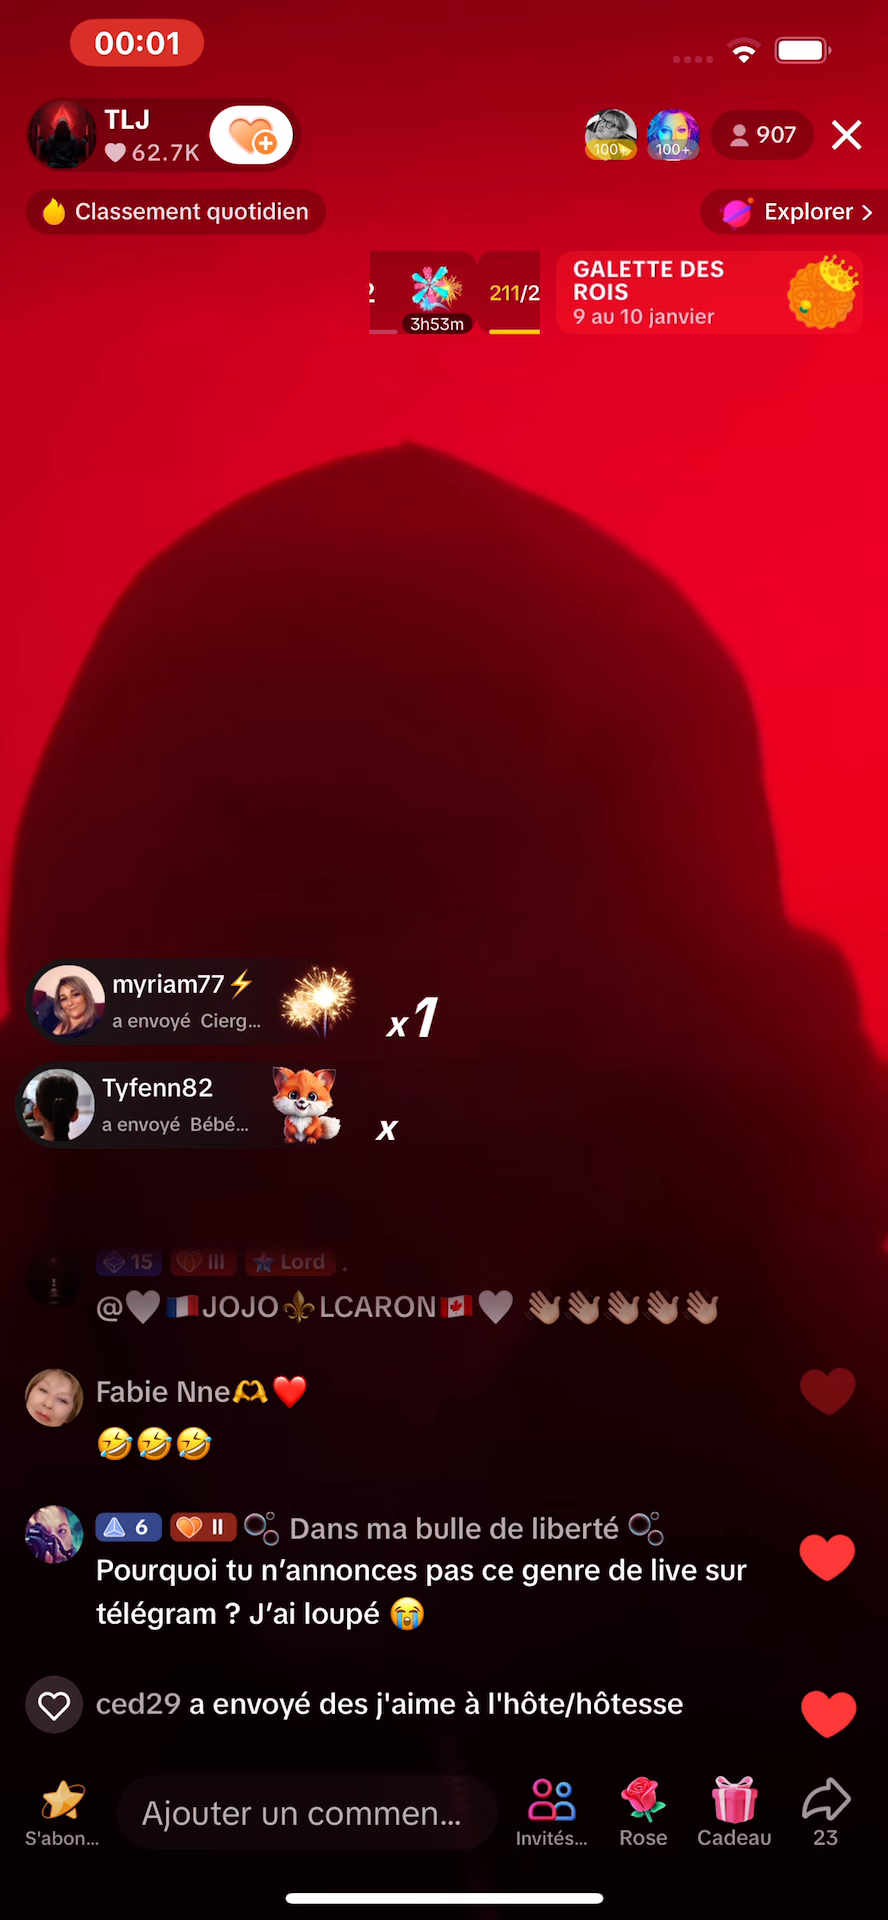 00:01
TLJ
62.7K
100+
100+
907
Classement quotidien
Explorer >
2
3h53m
211/2
GALETTE DES
ROIS
9 au 10 janvier
myriam77⚡
a envoyé Cierg...
x1
Tyfenn82
a envoyé Bébé...
x
15 III Lord .
@🤍🇫🇷JOJO⚜️LCARON🇨🇦🤍 👋🏼👋🏼👋🏼👋🏼👋🏼
Fabie Nne🫶❤️
🤣🤣🤣
6 II 🫧 Dans ma bulle de liberté 🫧
Pourquoi tu n’annonces pas ce genre de live sur
télégram ? J’ai loupé 😭
ced29 a envoyé des j'aime à l'hôte/hôtesse
Ajouter un commen...
S'abon...
Invités...
Rose
Cadeau
23